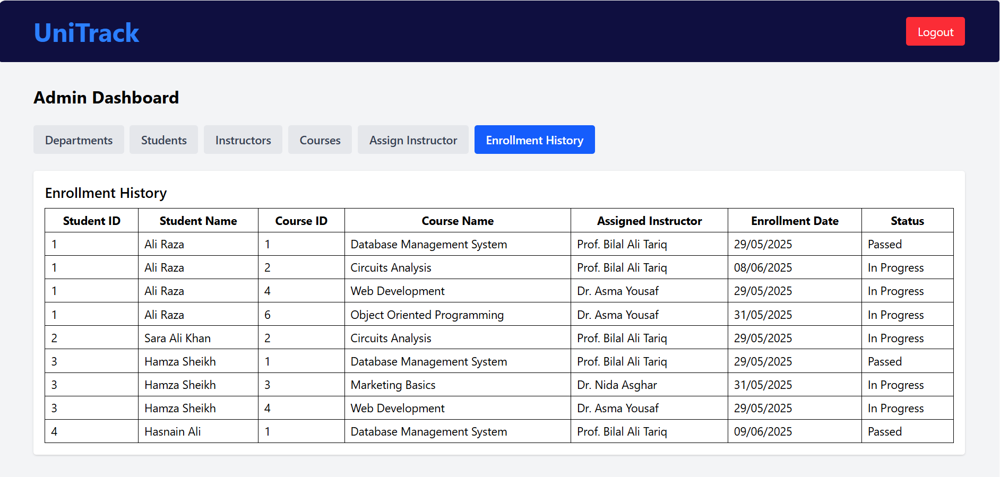 UniTrack Logout
Admin Dashboard
Departments Students Instructors Courses Assign Instructor Enrollment History
Enrollment History
Student ID Student Name Course ID Course Name Assigned Instructor Enrollment Date Status
1 Ali Raza 1 Database Management System Prof. Bilal Ali Tariq 29/05/2025 Passed
1 Ali Raza 2 Circuits Analysis Prof. Bilal Ali Tariq 08/06/2025 In Progress
1 Ali Raza 4 Web Development Dr. Asma Yousaf 29/05/2025 In Progress
1 Ali Raza 6 Object Oriented Programming Dr. Asma Yousaf 31/05/2025 In Progress
2 Sara Ali Khan 2 Circuits Analysis Prof. Bilal Ali Tariq 29/05/2025 In Progress
3 Hamza Sheikh 1 Database Management System Prof. Bilal Ali Tariq 29/05/2025 Passed
3 Hamza Sheikh 3 Marketing Basics Dr. Nida Asghar 31/05/2025 In Progress
3 Hamza Sheikh 4 Web Development Dr. Asma Yousaf 29/05/2025 In Progress
4 Hasnain Ali 1 Database Management System Prof. Bilal Ali Tariq 09/06/2025 Passed